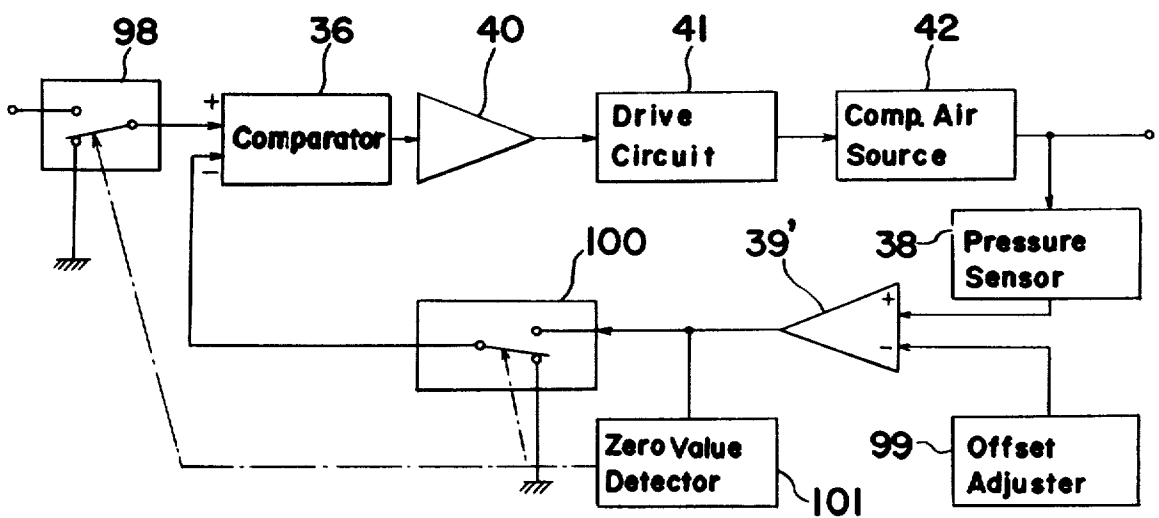 98
36
40
41
42
+
Comparator
−
Drive
Circuit
Comp. Air
Source
100
39'
38
Pressure
Sensor
+
−
Zero Value
Detector
101
99
Offset
Adjuster